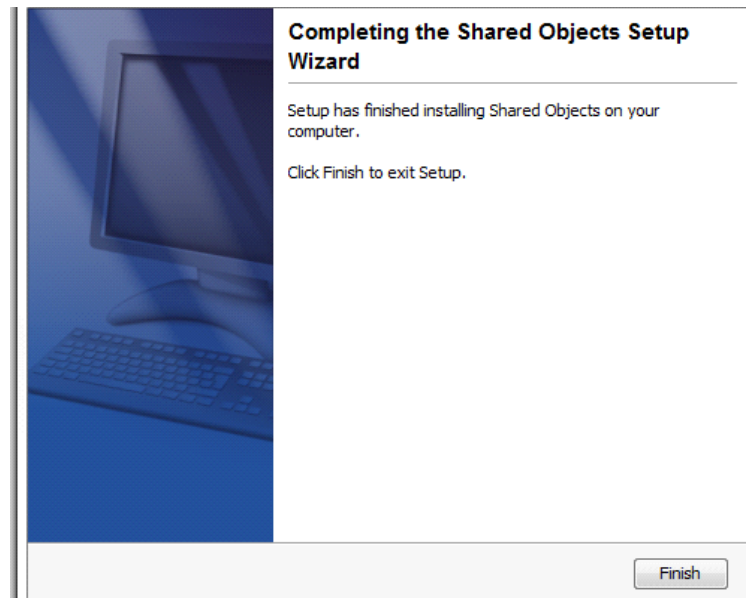 Completing the Shared Objects Setup
Wizard
Setup has finished installing Shared Objects on your
computer.
Click Finish to exit Setup.
Finish